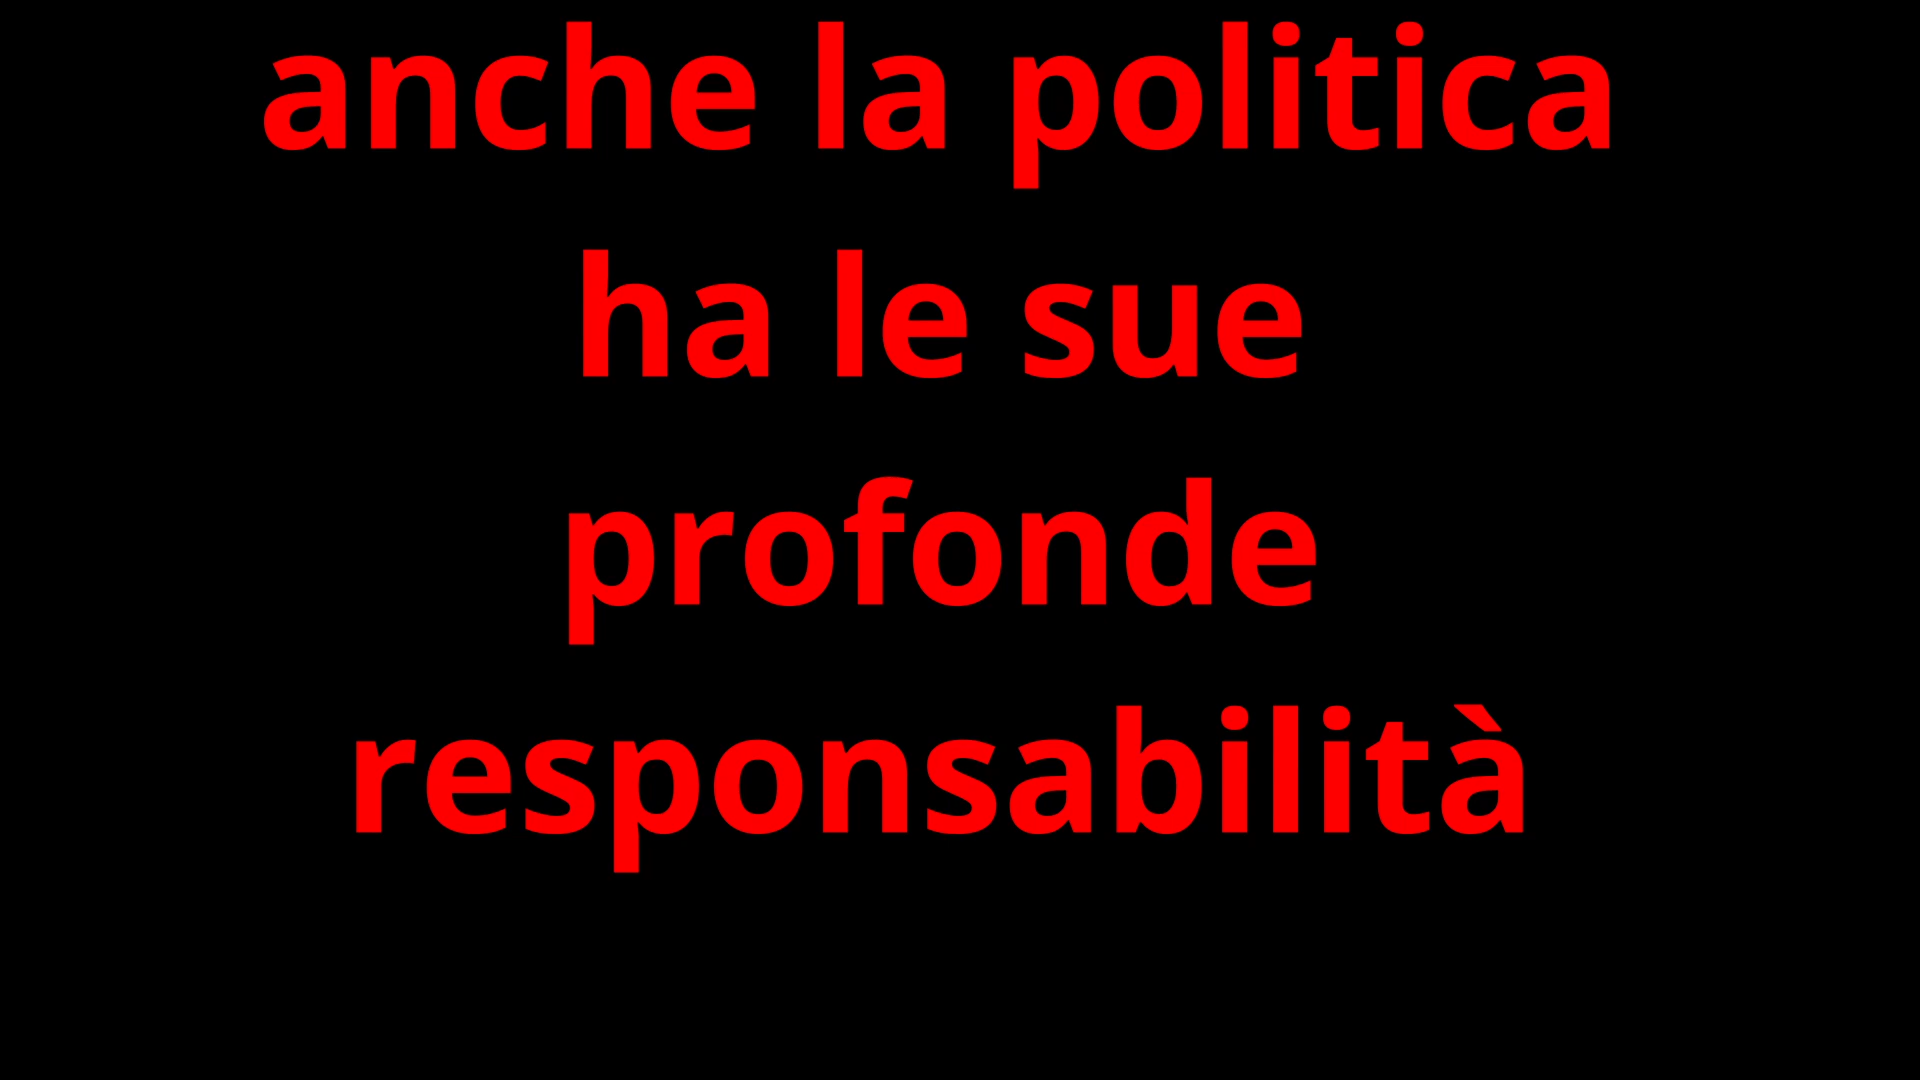 anche la politica
ha le sue
profonde
responsabilità